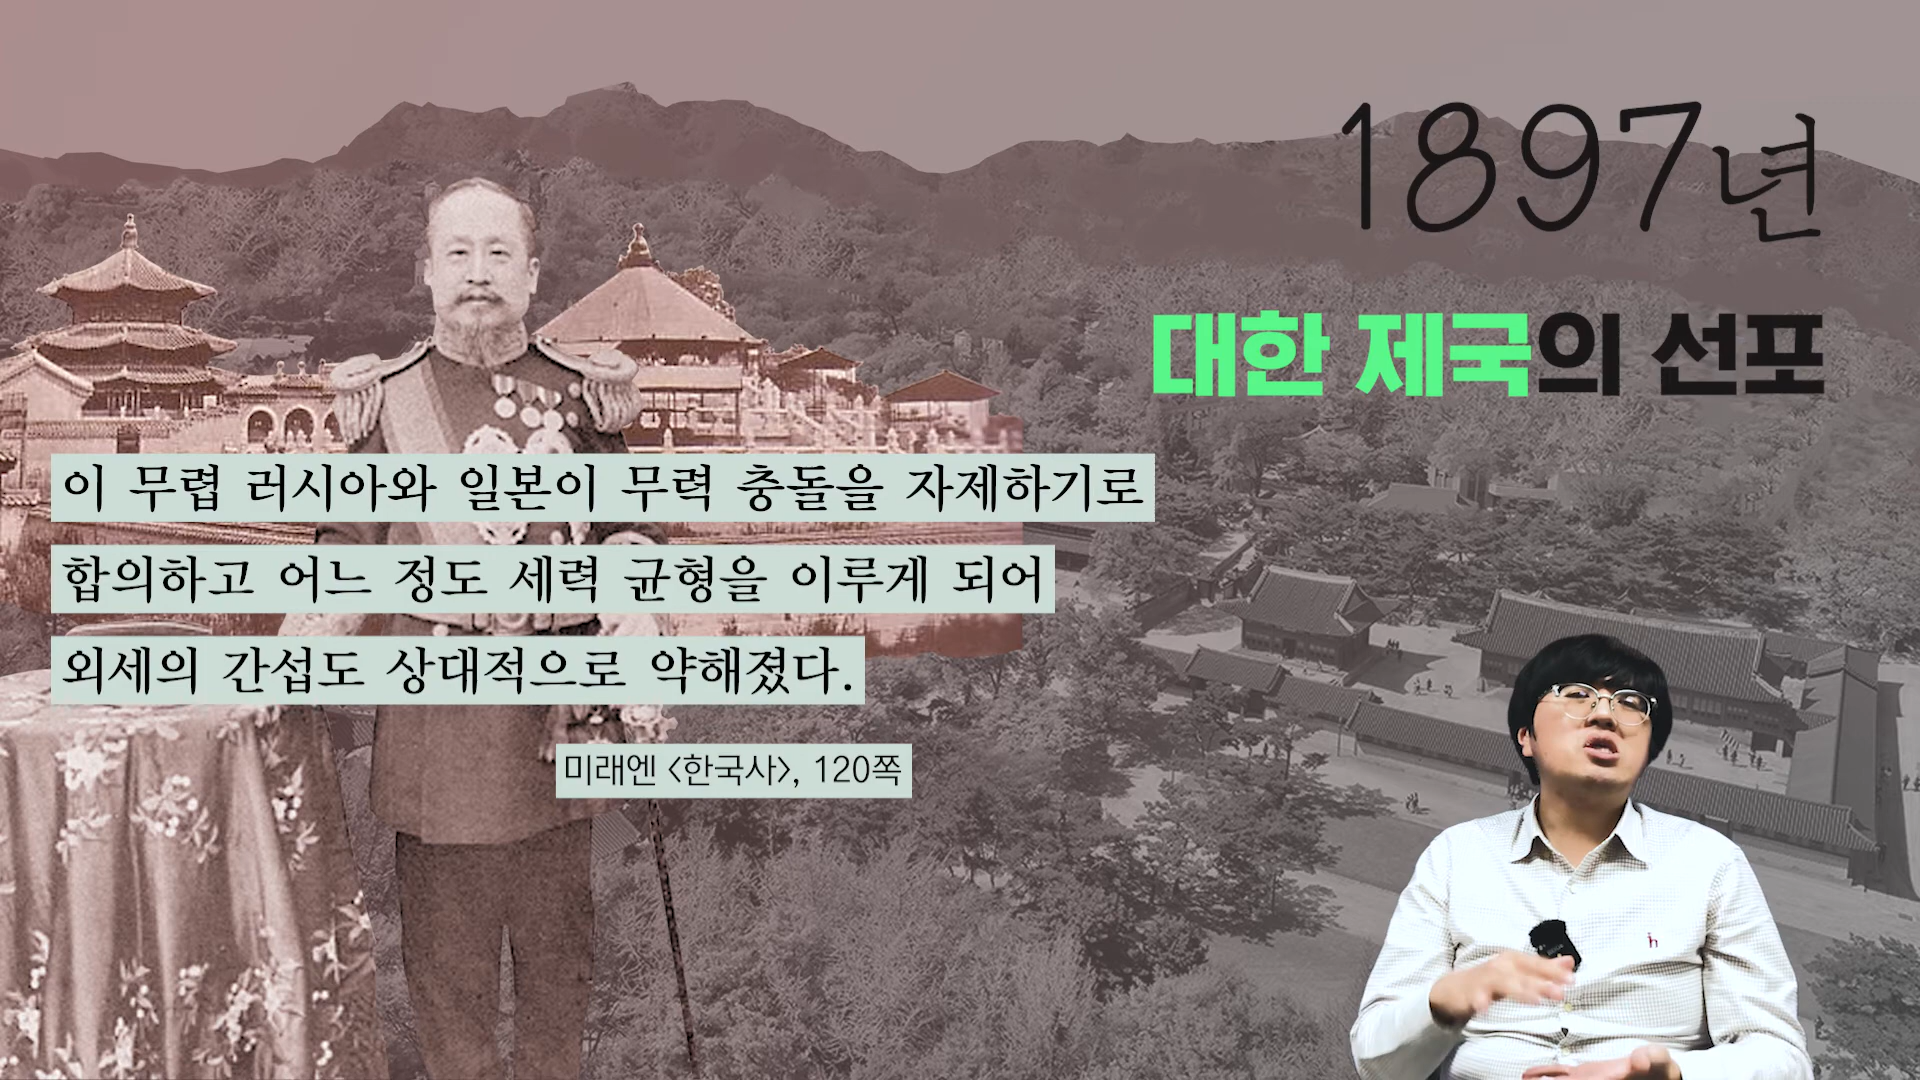 1897년
대한 제국의 선포
이 무렵 러시아와 일본이 무력 충돌을 자제하기로
합의하고 어느 정도 세력 균형을 이루게 되어
외세의 간섭도 상대적으로 약해졌다.
미래엔 <한국사>, 120쪽